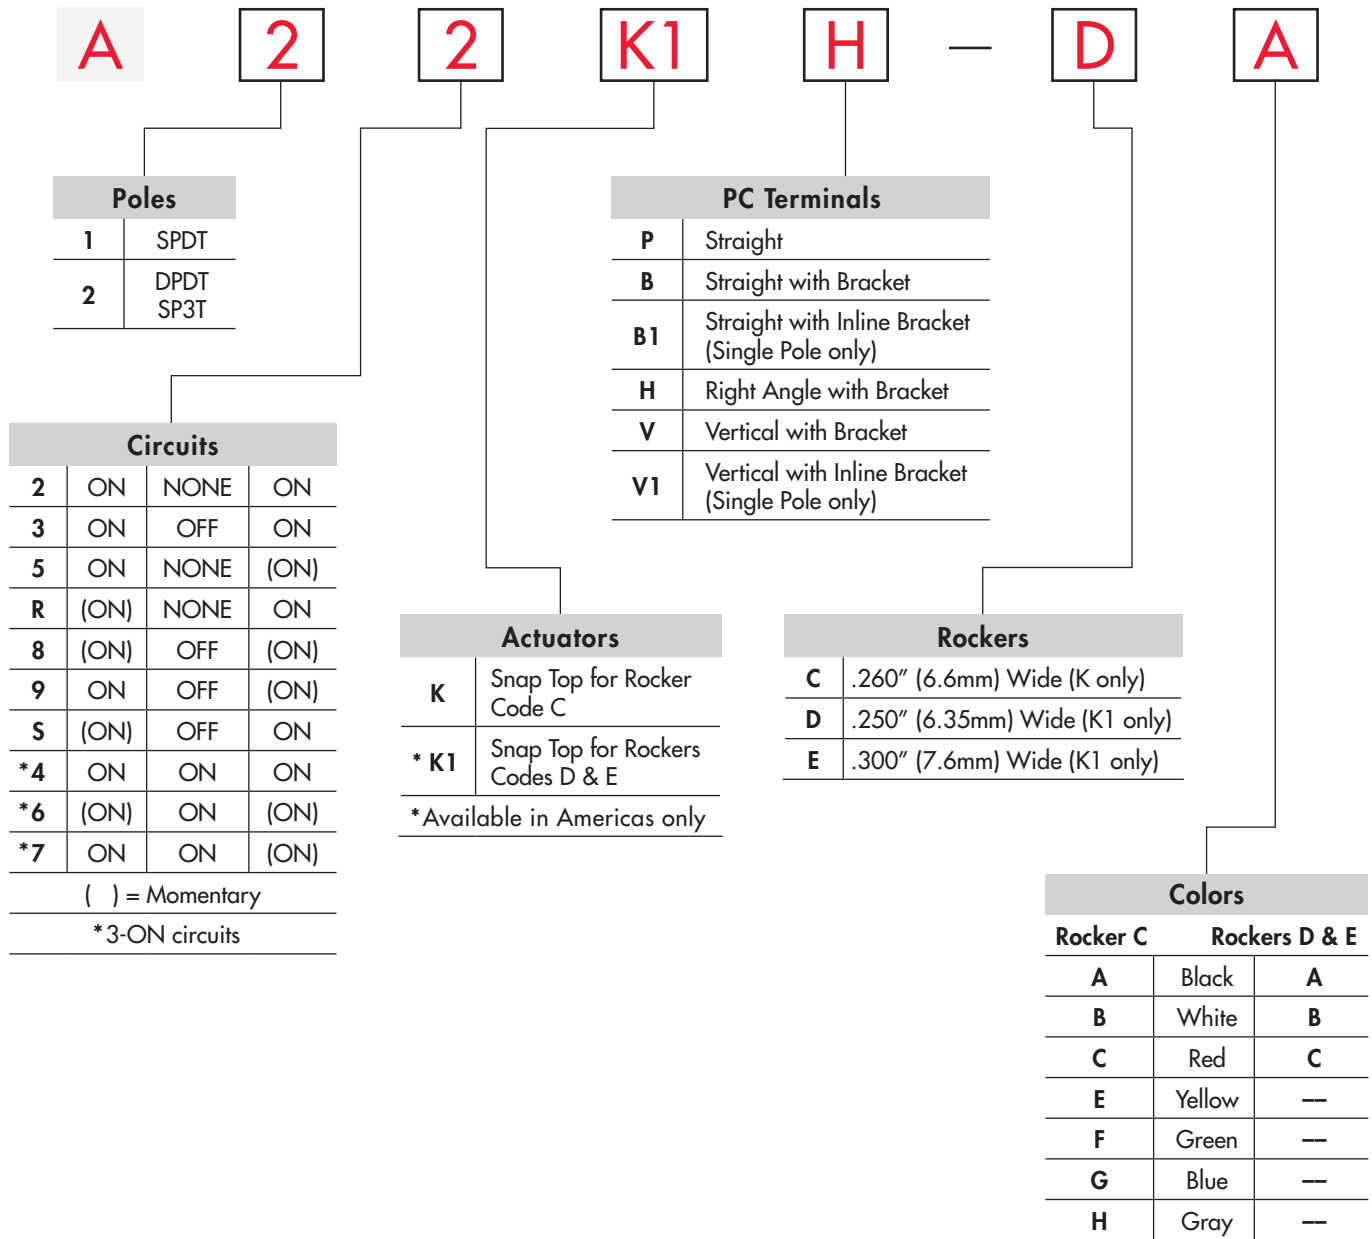 A 2 2 K1 H — D A
Poles
1 SPDT
2 DPDT
SP3T
PC Terminals
P Straight
B Straight with Bracket
B1 Straight with Inline Bracket
(Single Pole only)
H Right Angle with Bracket
V Vertical with Bracket
V1 Vertical with Inline Bracket
(Single Pole only)
Circuits
2 ON NONE ON
3 ON OFF ON
5 ON NONE (ON)
R (ON) NONE ON
8 (ON) OFF (ON)
9 ON OFF (ON)
S (ON) OFF ON
*4 ON ON ON
*6 (ON) ON (ON)
*7 ON ON (ON)
( ) = Momentary
*3-ON circuits
Actuators
K Snap Top for Rocker
Code C
* K1 Snap Top for Rockers
Codes D & E
*Available in Americas only
Rockers
C .260” (6.6mm) Wide (K only)
D .250” (6.35mm) Wide (K1 only)
E .300” (7.6mm) Wide (K1 only)
Colors
Rocker C Rockers D & E
A Black A
B White B
C Red C
E Yellow —
F Green —
G Blue —
H Gray —